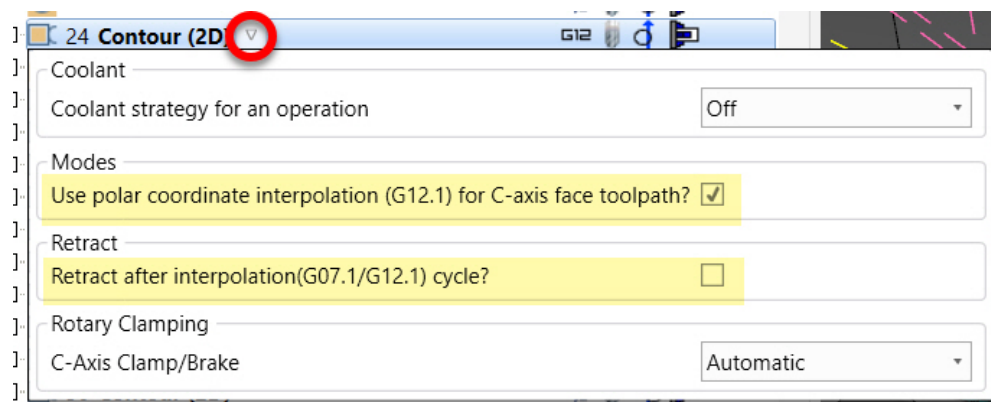 24 Contour (2D)
G12
Coolant
Coolant strategy for an operation
Off
Modes
Use polar coordinate interpolation (G12.1) for C-axis face toolpath?
Retract
Retract after interpolation(G07.1/G12.1) cycle?
Rotary Clamping
C-Axis Clamp/Brake
Automatic